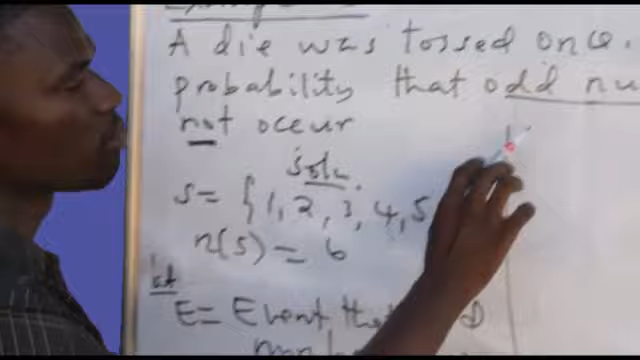 A die was tossed once.
probability that odd nu
not occur
soln.
S = { 1, 2, 3, 4, 5
n(s) = 6
let
E = Event that D